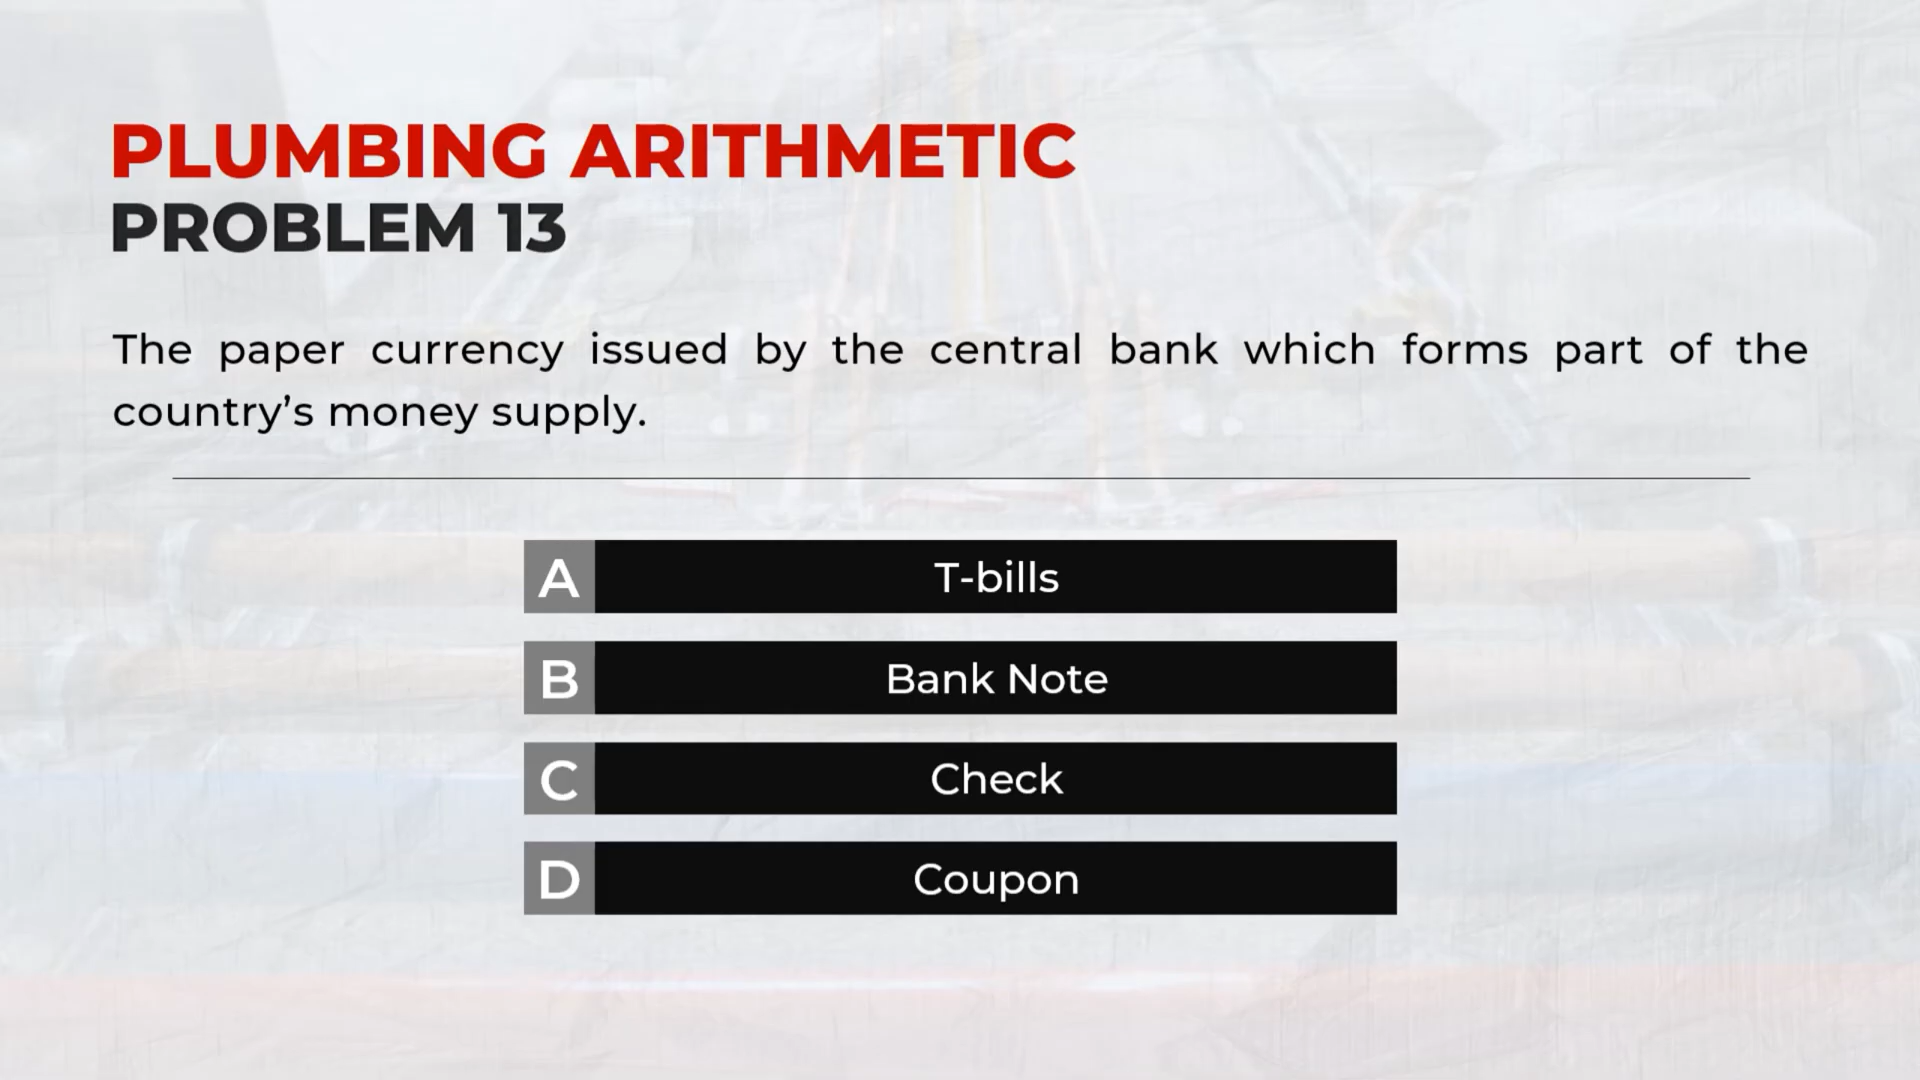 PLUMBING ARITHMETIC
PROBLEM 13
The paper currency issued by the central bank which forms part of the
country’s money supply.
A T-bills
B Bank Note
C Check
D Coupon